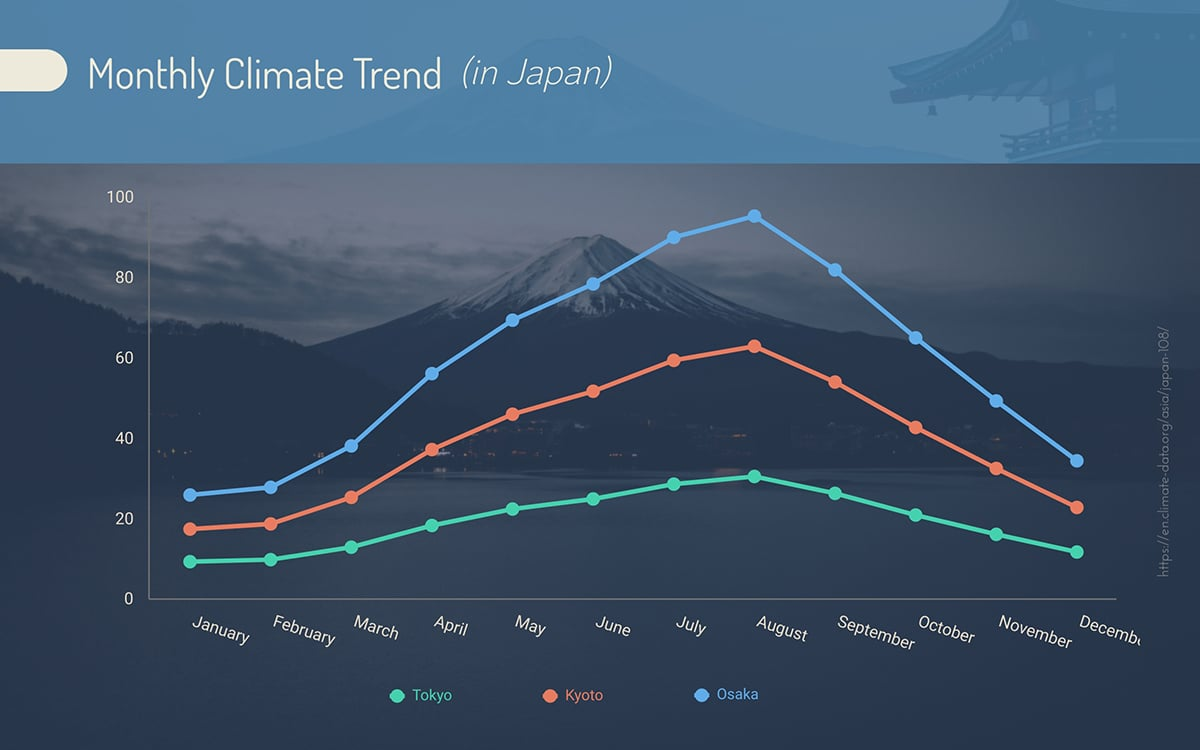 Monthly Climate Trend (in Japan)
100
80
60
40
20
0
January February March April May June July August September October November Decemb
Tokyo Kyoto Osaka
https://en.climate-data.org/asia/japan-108/